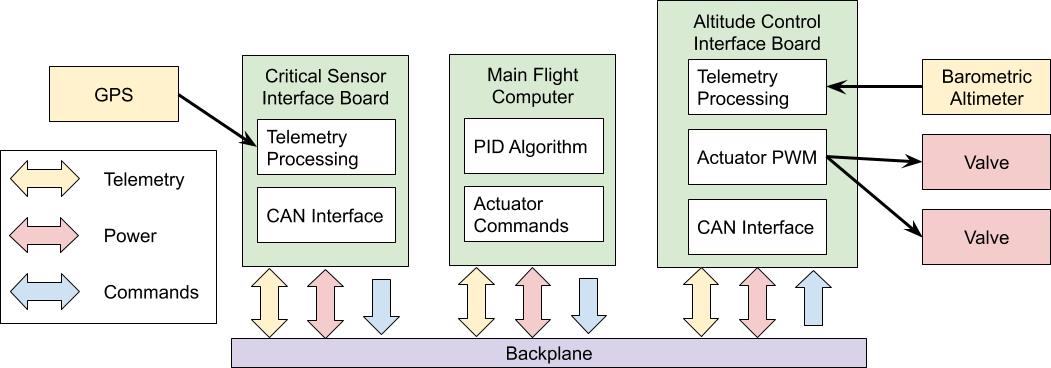 GPS
Telemetry
Power
Commands
Critical Sensor
Interface Board
Telemetry
Processing
CAN Interface
Main Flight
Computer
PID Algorithm
Actuator
Commands
Altitude Control
Interface Board
Telemetry
Processing
Actuator PWM
CAN Interface
Barometric
Altimeter
Valve
Valve
Backplane